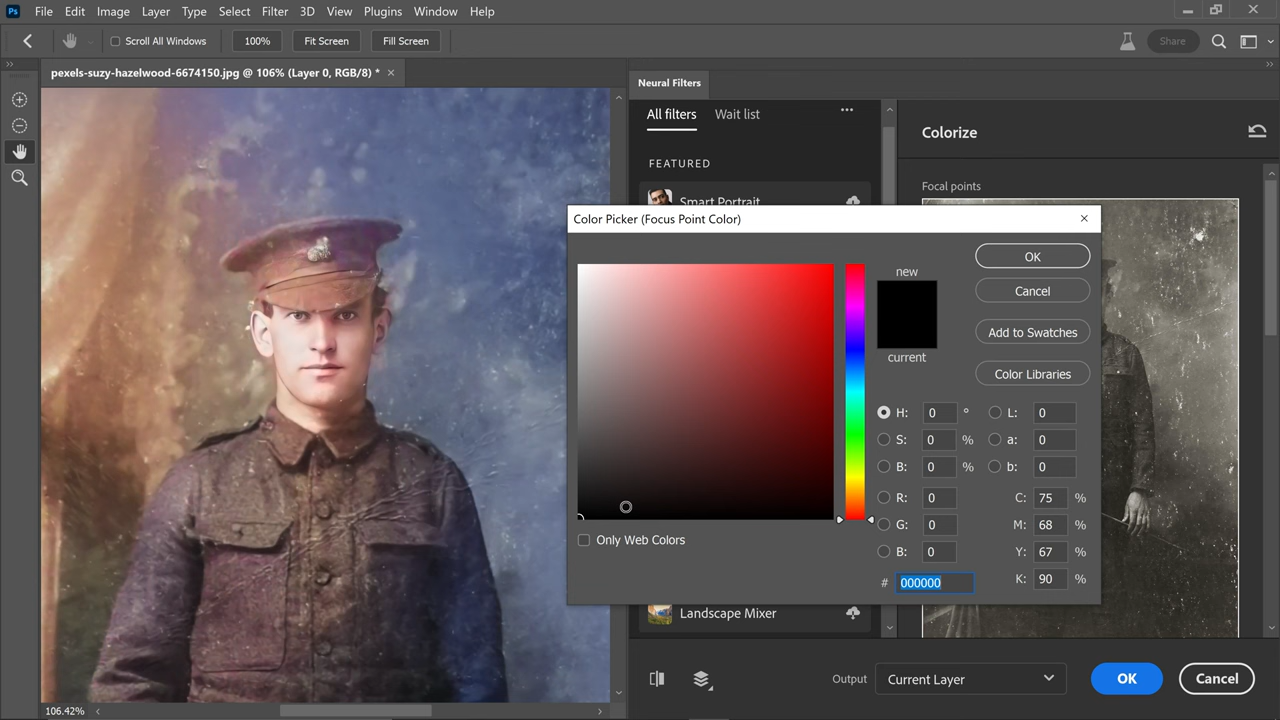 Ps File Edit Image Layer Type Select Filter 3D View Plugins Window Help
Scroll All Windows 100% Fit Screen Fill Screen Share
pexels-suzy-hazelwood-6674150.jpg @ 106% (Layer 0, RGB/8) *
Neural Filters
All filters Wait list
Colorize
FEATURED
Focal points
Smart Portrait
Color Picker (Focus Point Color)
new
OK
Cancel
Add to Swatches
current
Color Libraries
H: 0 ° L: 0
S: 0 % a: 0
B: 0 % b: 0
R: 0 C: 75 %
G: 0 M: 68 %
B: 0 Y: 67 %
# 000000 K: 90 %
Only Web Colors
Landscape Mixer
Output Current Layer OK Cancel
106.42%